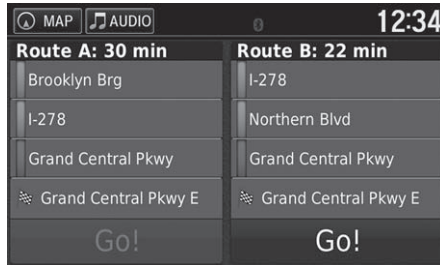 MAP AUDIO 12:34
Route A: 30 min
Brooklyn Brg
I-278
Grand Central Pkwy
Grand Central Pkwy E
Go!
Route B: 22 min
I-278
Northern Blvd
Grand Central Pkwy
Grand Central Pkwy E
Go!